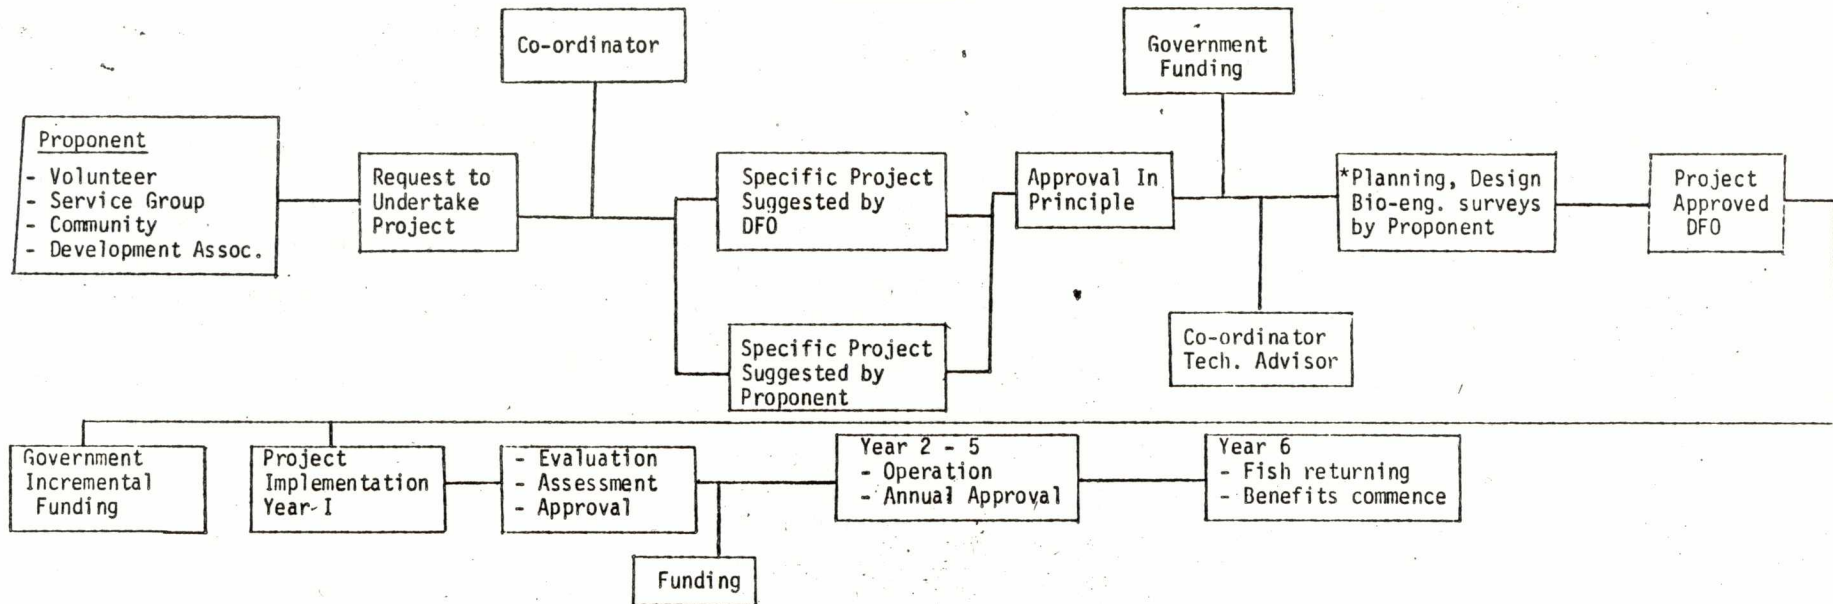 Co-ordinator
Government
Funding
Proponent
- Volunteer
- Service Group
- Community
- Development Assoc.
Request to
Undertake
Project
Specific Project
Suggested by
DFO
Specific Project
Suggested by
Proponent
Approval In
Principle
*Planning, Design
Bio-eng. surveys
by Proponent
Co-ordinator
Tech. Advisor
Project
Approved
DFO
Government
Incremental
Funding
Project
Implementation
Year I
- Evaluation
- Assessment
- Approval
Funding
Year 2 - 5
- Operation
- Annual Approval
Year 6
- Fish returning
- Benefits commence